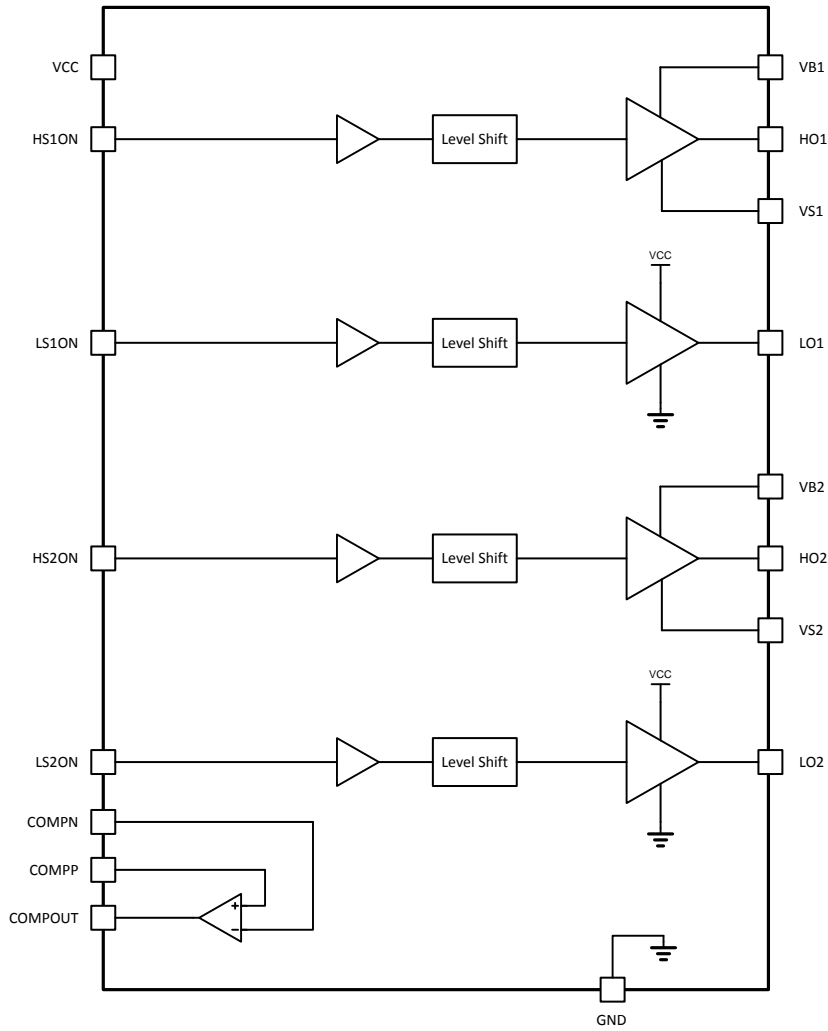 VCC
VB1
HS1ON
Level Shift
HO1
VS1
VCC
LS1ON
Level Shift
LO1
VB2
HS2ON
Level Shift
HO2
VS2
VCC
LS2ON
Level Shift
LO2
COMPN
COMPP
+
COMPOUT
−
GND